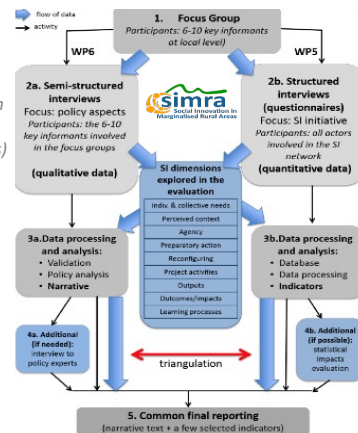 flow of data
activity
1. Focus Group
Participants: 6-10 key informants
at local level)
WP6
WP5
2a. Semi-structured
interviews
Focus: policy aspects
Participants: the 6-10
key informants involved
in the focus groups
(qualitative data)
simra
Social Innovation in
Marginalised Rural Areas
2b. Structured
interviews
(questionnaires)
Focus: SI initiative
Participants: all actors
involved in the SI
network
(quantitative data)
n
s)
SI dimensions
explored in the
evaluation
Indiv. & collective needs
Perceived context
Agency
Preparatory action
Reconfiguring
Project activities
Outputs
Outcomes/impacts
Learning processes
3a.Data processing
and analysis:
• Validation
• Policy analysis
• Narrative
3b.Data processing
and analysis:
• Database
• Data processing
• Indicators
4a. Additional
(if needed):
interview to
policy experts
4b. Additional
(if possible):
statistical
impacts
evaluation
triangulation
5. Common final reporting
(narrative text + a few selected indicators)